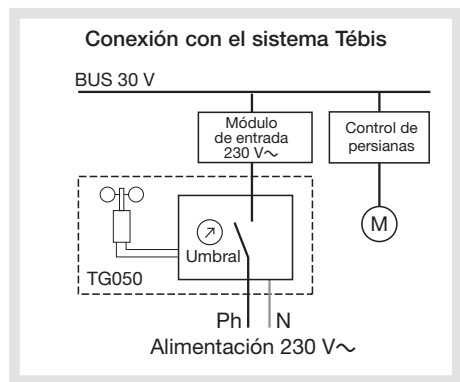 Conexión con el sistema Tébis
BUS 30 V
Módulo
de entrada
230 V～
Control de
persianas
M
Umbral
TG050
Ph
N
Alimentación 230 V～